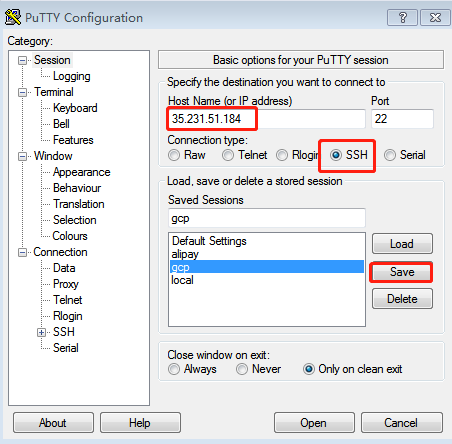 PuTTY Configuration
Category:
Session
Logging
Terminal
Keyboard
Bell
Features
Window
Appearance
Behaviour
Translation
Selection
Colours
Connection
Data
Proxy
Telnet
Rlogin
SSH
Serial
Basic options for your PuTTY session
Specify the destination you want to connect to
Host Name (or IP address) Port
35.231.51.184 22
Connection type:
Raw Telnet Rlogin SSH Serial
Load, save or delete a stored session
Saved Sessions
gcp
Default Settings
alipay
gcp
local
Load
Save
Delete
Close window on exit:
Always Never Only on clean exit
About Help Open Cancel